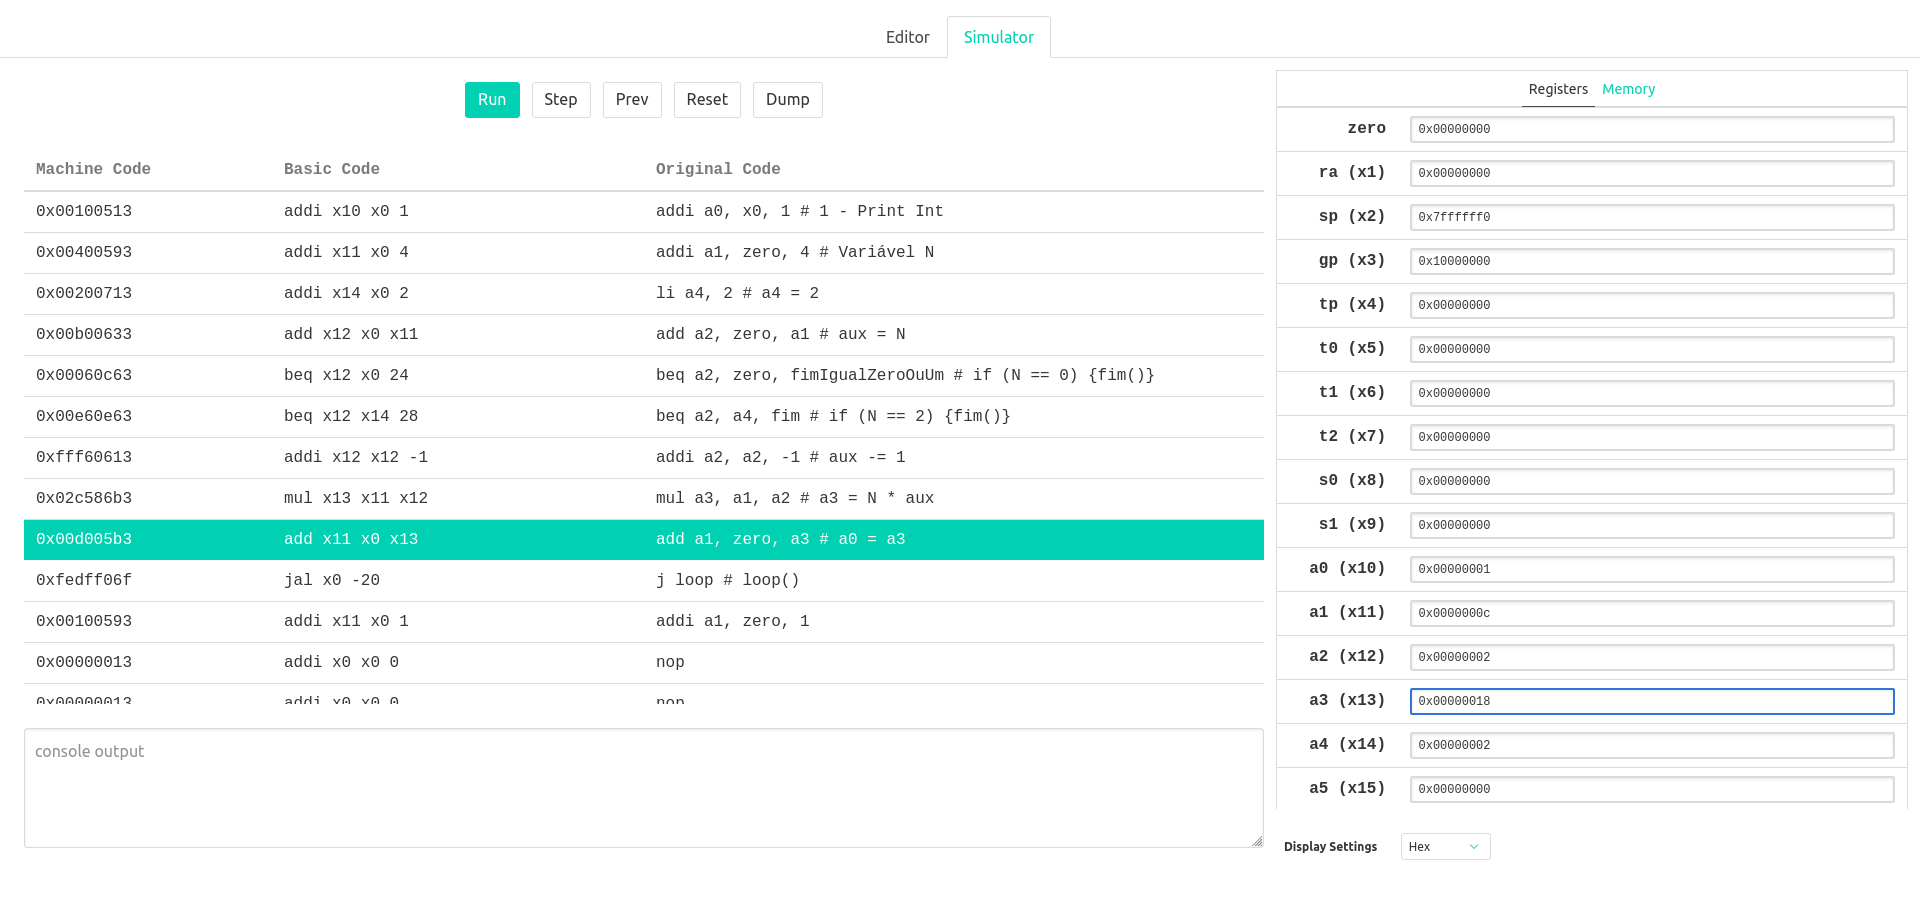 Editor Simulator
Run Step Prev Reset Dump
Machine Code Basic Code Original Code
0x00100513 addi x10 x0 1 addi a0, x0, 1 # 1 - Print Int
0x00400593 addi x11 x0 4 addi a1, zero, 4 # Variável N
0x00200713 addi x14 x0 2 li a4, 2 # a4 = 2
0x00b00633 add x12 x0 x11 add a2, zero, a1 # aux = N
0x00060c63 beq x12 x0 24 beq a2, zero, fimIgualZeroOuUm # if (N == 0) {fim()}
0x00e60e63 beq x12 x14 28 beq a2, a4, fim # if (N == 2) {fim()}
0xfff60613 addi x12 x12 -1 addi a2, a2, -1 # aux -= 1
0x02c586b3 mul x13 x11 x12 mul a3, a1, a2 # a3 = N * aux
0x00d005b3 add x11 x0 x13 add a1, zero, a3 # a0 = a3
0xfedff06f jal x0 -20 j loop # loop()
0x00100593 addi x11 x0 1 addi a1, zero, 1
0x00000013 addi x0 x0 0 nop
0x00000013 addi x0 x0 0 nop
console output
Registers Memory
zero 0x00000000
ra (x1) 0x00000000
sp (x2) 0x7ffffff0
gp (x3) 0x10000000
tp (x4) 0x00000000
t0 (x5) 0x00000000
t1 (x6) 0x00000000
t2 (x7) 0x00000000
s0 (x8) 0x00000000
s1 (x9) 0x00000000
a0 (x10) 0x00000001
a1 (x11) 0x0000000c
a2 (x12) 0x00000002
a3 (x13) 0x00000018
a4 (x14) 0x00000002
a5 (x15) 0x00000000
Display Settings Hex